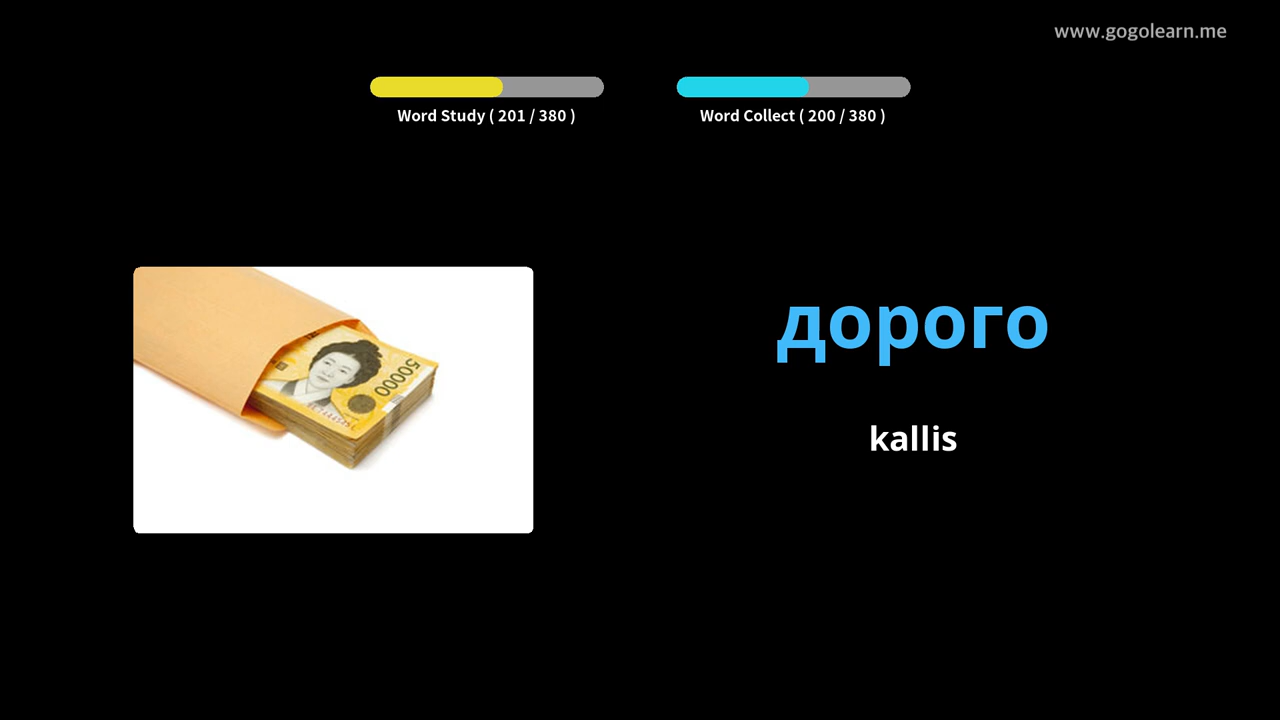 www.gogolearn.me
Word Study ( 201 / 380 )
Word Collect ( 200 / 380 )
50000
дорого
kallis